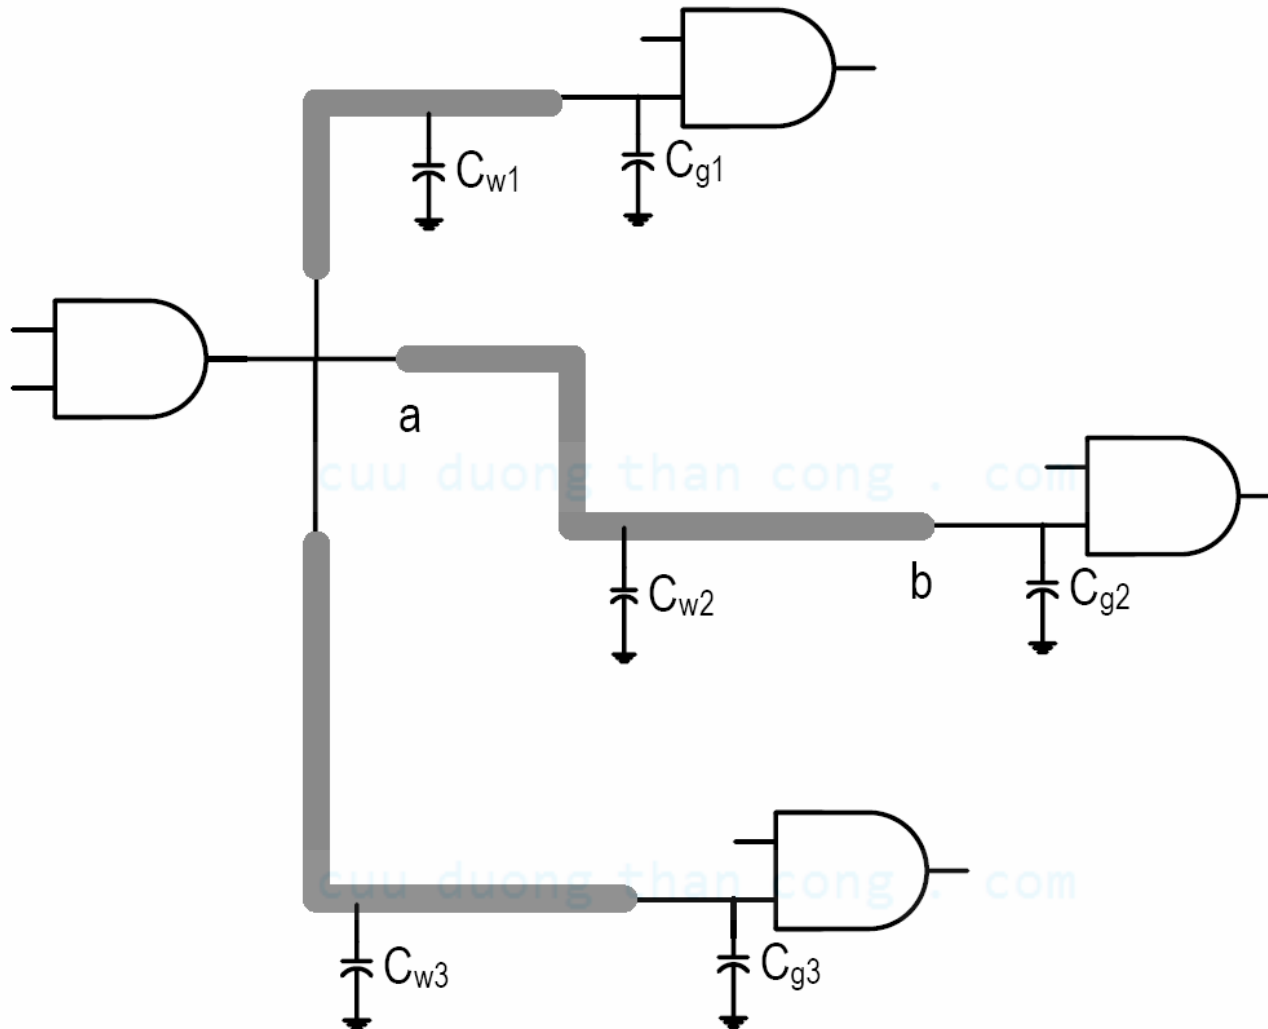 Cw1
Cg1
a
cuu duong than cong . com
b
Cw2
Cg2
cuu duong than cong . com
Cw3
Cg3